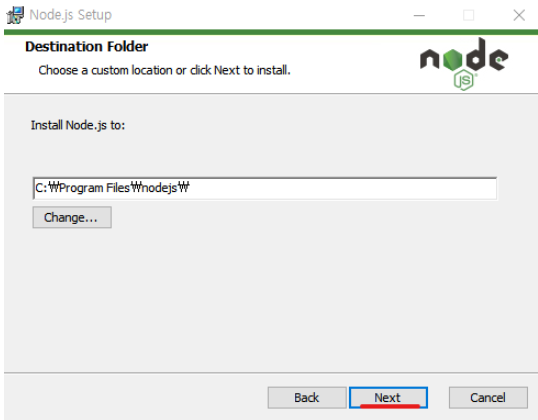 Node.js Setup
Destination Folder
Choose a custom location or click Next to install.
node
JS
Install Node.js to:
C:₩Program Files₩nodejs₩
Change...
Back Next Cancel